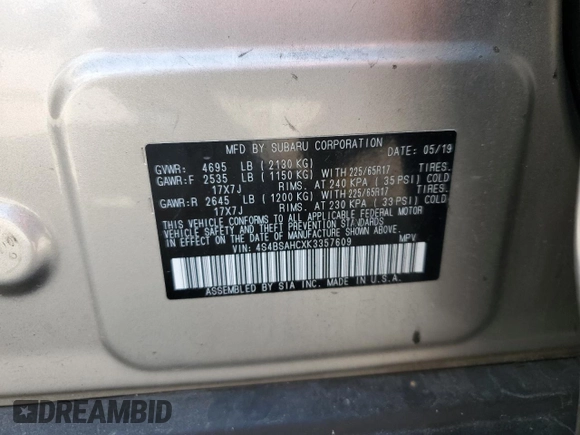 MFD BY SUBARU CORPORATION DATE: 05/19
GVWR: 4695 LB ( 2130 KG)
GAWR:F 2535 LB ( 1150 KG) WITH 225/65R17 TIRES.
17X7J RIMS. AT 240 KPA ( 35 PSI) COLD
GAWR:R 2645 LB ( 1200 KG) WITH 225/65R17 TIRES.
17X7J RIMS. AT 230 KPA ( 33 PSI) COLD
THIS VEHICLE CONFORMS TO ALL APPLICABLE FEDERAL MOTOR
VEHICLE SAFETY AND THEFT PREVENTION STANDARDS
IN EFFECT ON THE DATE OF MANUFACTURE SHOWN ABOVE.
VIN: 4S4BSAHCXK3357609 MPV
ASSEMBLED BY SIA INC. MADE IN U.S.A.
DREAMBID